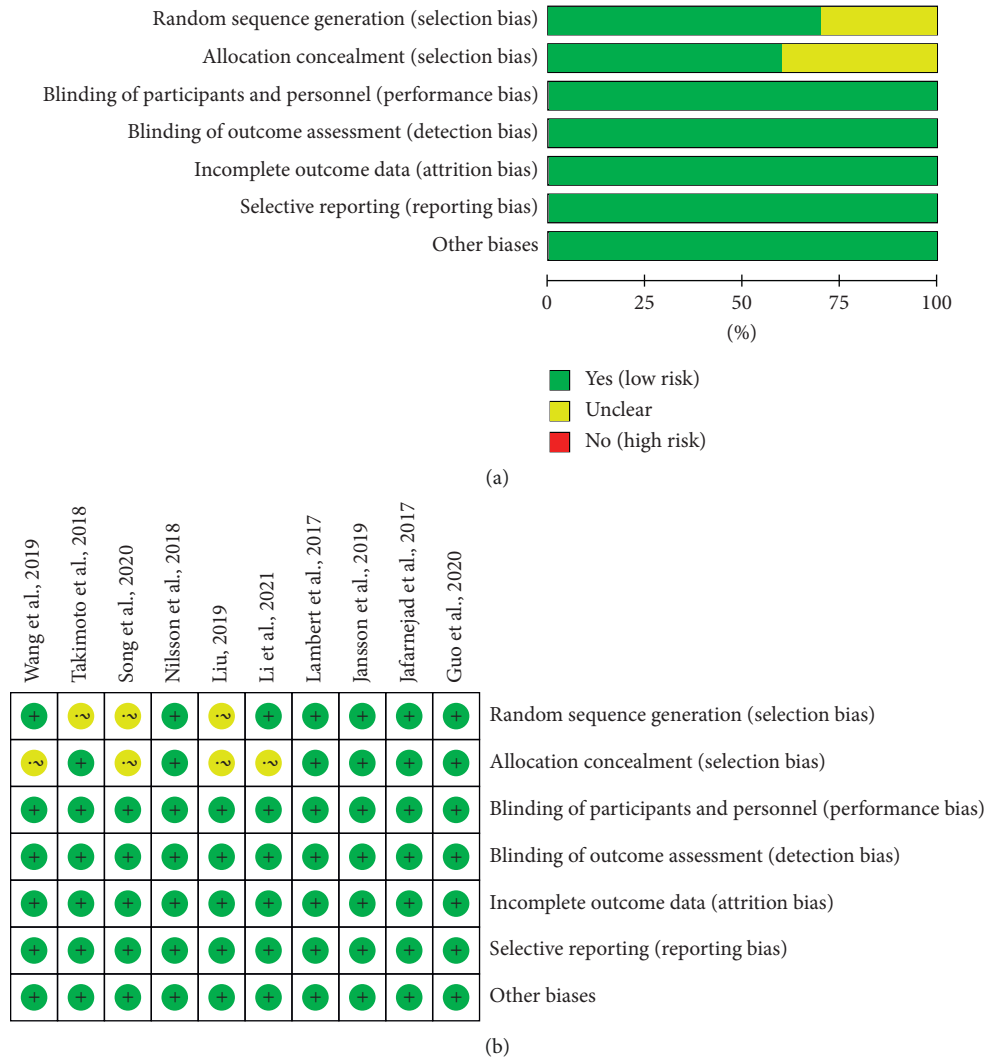 Random sequence generation (selection bias)
Allocation concealment (selection bias)
Blinding of participants and personnel (performance bias)
Blinding of outcome assessment (detection bias)
Incomplete outcome data (attrition bias)
Selective reporting (reporting bias)
Other biases
0 25 50 75 100
(%)
Yes (low risk)
Unclear
No (high risk)
(a)
Wang et al., 2019
Takimoto et al., 2018
Song et al., 2020
Nilsson et al., 2018
Liu, 2019
Li et al., 2021
Lambert et al., 2017
Jansson et al., 2019
Jafarnejad et al., 2017
Guo et al., 2020
+ ? ? + ? + + + + + Random sequence generation (selection bias)
? + ? + ? ? + + + + Allocation concealment (selection bias)
+ + + + + + + + + + Blinding of participants and personnel (performance bias)
+ + + + + + + + + + Blinding of outcome assessment (detection bias)
+ + + + + + + + + + Incomplete outcome data (attrition bias)
+ + + + + + + + + + Selective reporting (reporting bias)
+ + + + + + + + + + Other biases
(b)